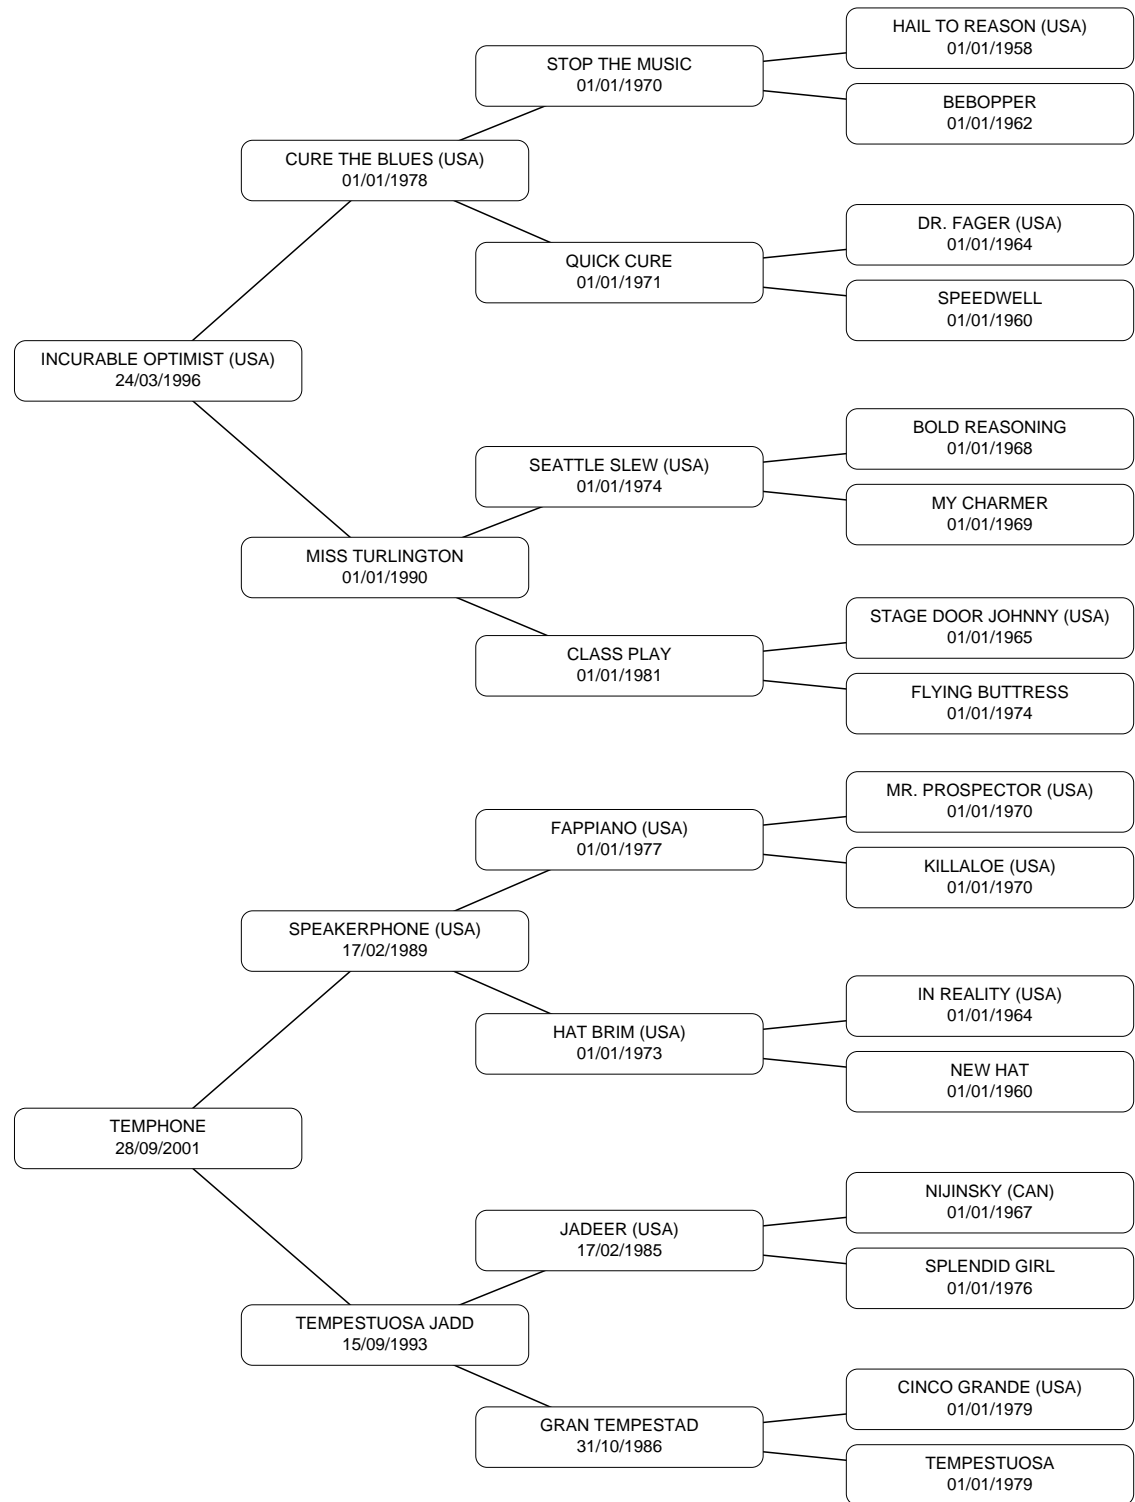 HAIL TO REASON (USA)
01/01/1958
STOP THE MUSIC
01/01/1970
BEBOPPER
01/01/1962
CURE THE BLUES (USA)
01/01/1978
DR. FAGER (USA)
01/01/1964
QUICK CURE
01/01/1971
SPEEDWELL
01/01/1960
INCURABLE OPTIMIST (USA)
24/03/1996
BOLD REASONING
01/01/1968
SEATTLE SLEW (USA)
01/01/1974
MY CHARMER
01/01/1969
MISS TURLINGTON
01/01/1990
STAGE DOOR JOHNNY (USA)
01/01/1965
CLASS PLAY
01/01/1981
FLYING BUTTRESS
01/01/1974
MR. PROSPECTOR (USA)
01/01/1970
FAPPIANO (USA)
01/01/1977
KILLALOE (USA)
01/01/1970
SPEAKERPHONE (USA)
17/02/1989
IN REALITY (USA)
01/01/1964
HAT BRIM (USA)
01/01/1973
NEW HAT
01/01/1960
TEMPHONE
28/09/2001
NIJINSKY (CAN)
01/01/1967
JADEER (USA)
17/02/1985
SPLENDID GIRL
01/01/1976
TEMPESTUOSA JADD
15/09/1993
CINCO GRANDE (USA)
01/01/1979
GRAN TEMPESTAD
31/10/1986
TEMPESTUOSA
01/01/1979